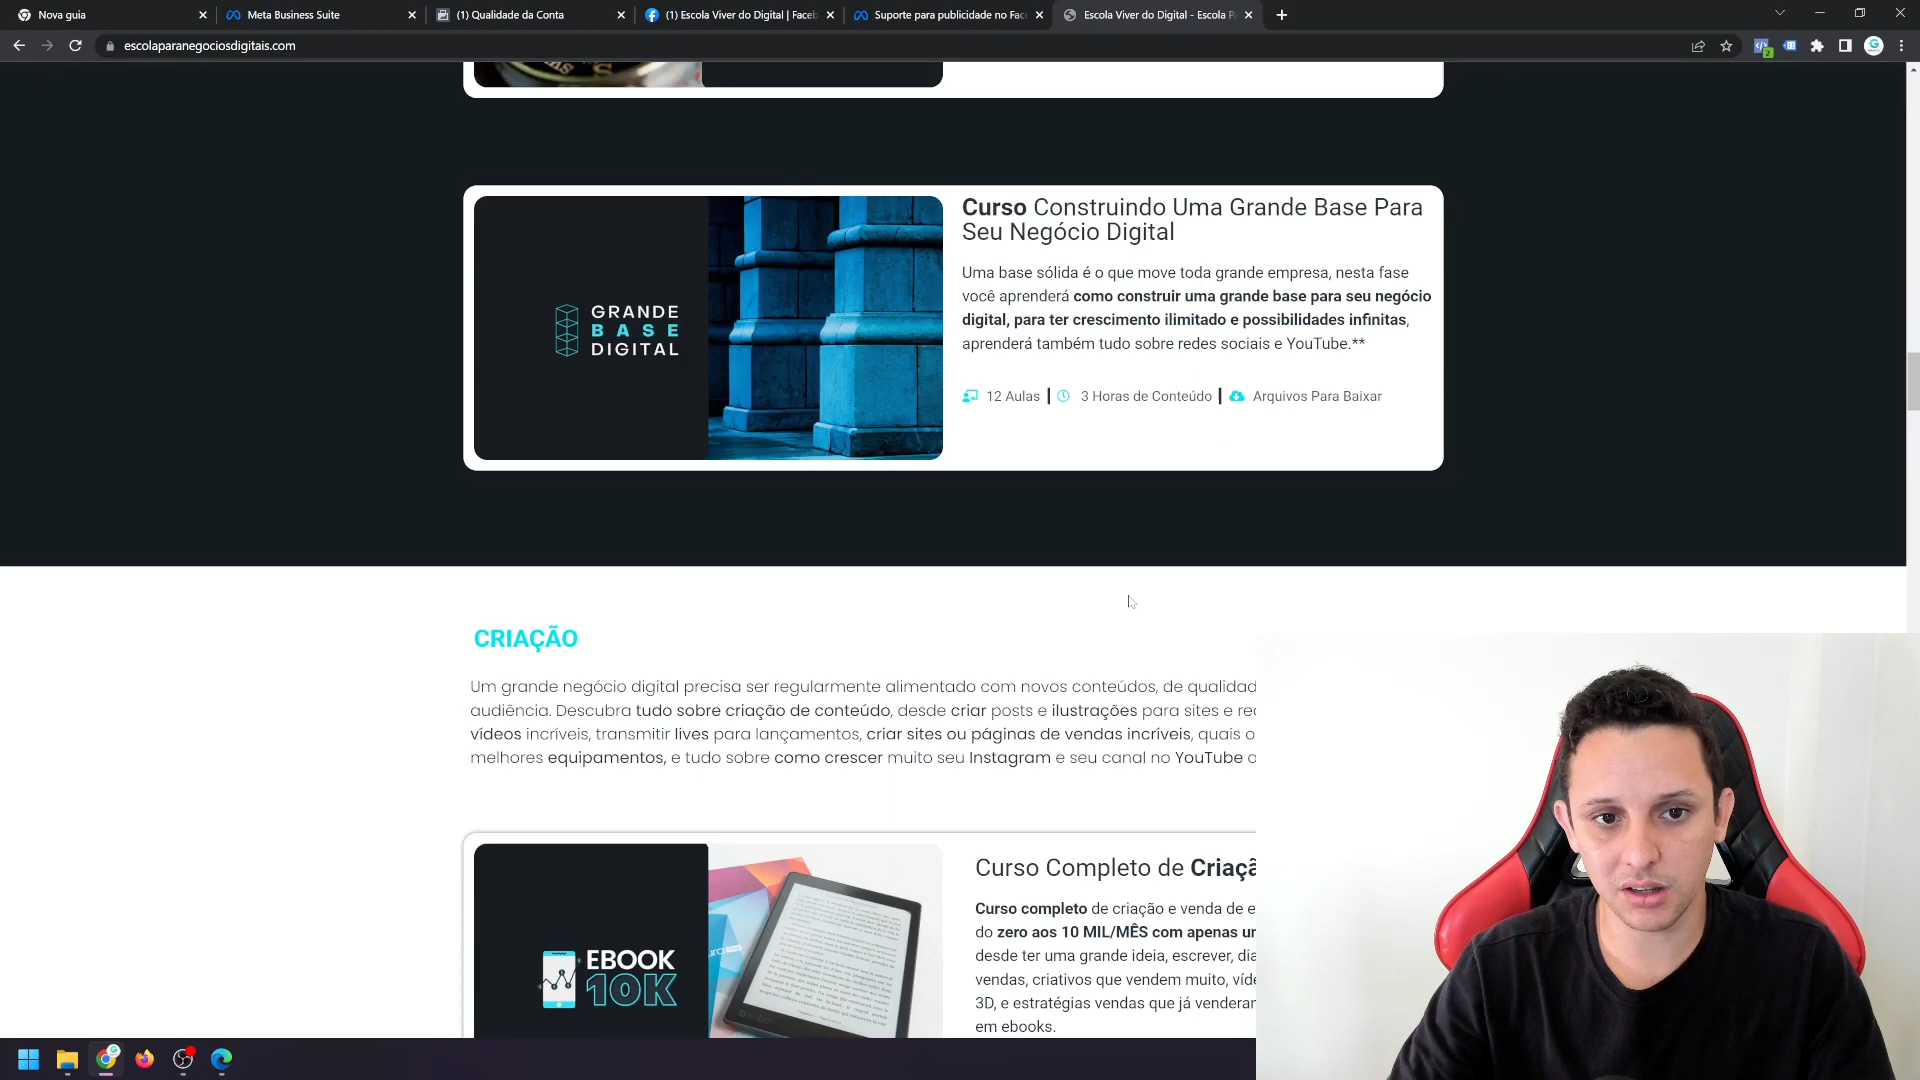 Nova guia
Meta Business Suite
(1) Qualidade da Conta
(1) Escola Viver do Digital | Faceb
Suporte para publicidade no Fac
Escola Viver do Digital - Escola P
escolaparanegociosdigitais.com
Curso Construindo Uma Grande Base Para
Seu Negócio Digital
Uma base sólida é o que move toda grande empresa, nesta fase
você aprenderá como construir uma grande base para seu negócio
digital, para ter crescimento ilimitado e possibilidades infinitas,
aprenderá também tudo sobre redes sociais e YouTube.**
GRANDE
BASE
DIGITAL
12 Aulas | 3 Horas de Conteúdo | Arquivos Para Baixar
CRIAÇÃO
Um grande negócio digital precisa ser regularmente alimentado com novos conteúdos, de qualidad
audiência. Descubra tudo sobre criação de conteúdo, desde criar posts e ilustrações para sites e re
vídeos incríveis, transmitir lives para lançamentos, criar sites ou páginas de vendas incríveis, quais o
melhores equipamentos, e tudo sobre como crescer muito seu Instagram e seu canal no YouTube
Curso Completo de Criaçã
Curso completo de criação e venda de e
do zero aos 10 MIL/MÊS com apenas ur
desde ter uma grande ideia, escrever, dia
vendas, criativos que vendem muito, víde
3D, e estratégias vendas que já venderar
em ebooks.
EBOOK
10K